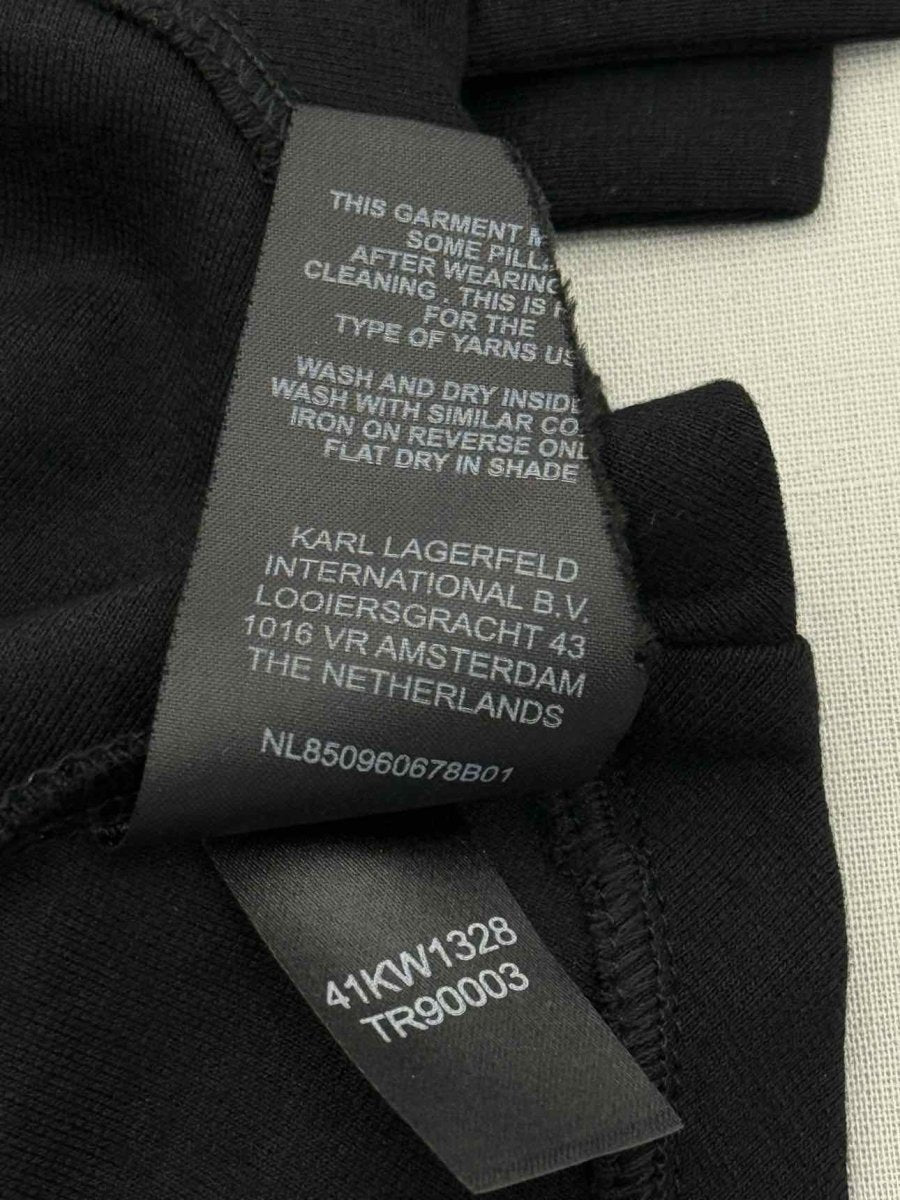 THIS GARMENT
SOME
AFTER WEARING
CLEANING . THIS IS
FOR THE
TYPE OF YARNS
WASH AND DRY
WASH WITH SIMILAR
IRON ON REVERSE
FLAT DRY IN SHADE
KARL LAGERFELD
INTERNATIONAL B.V.
LOOIERSGRACHT 43
1016 VR AMSTERDAM
THE NETHERLANDS
NL850960678B01
41KW1328
TR90003